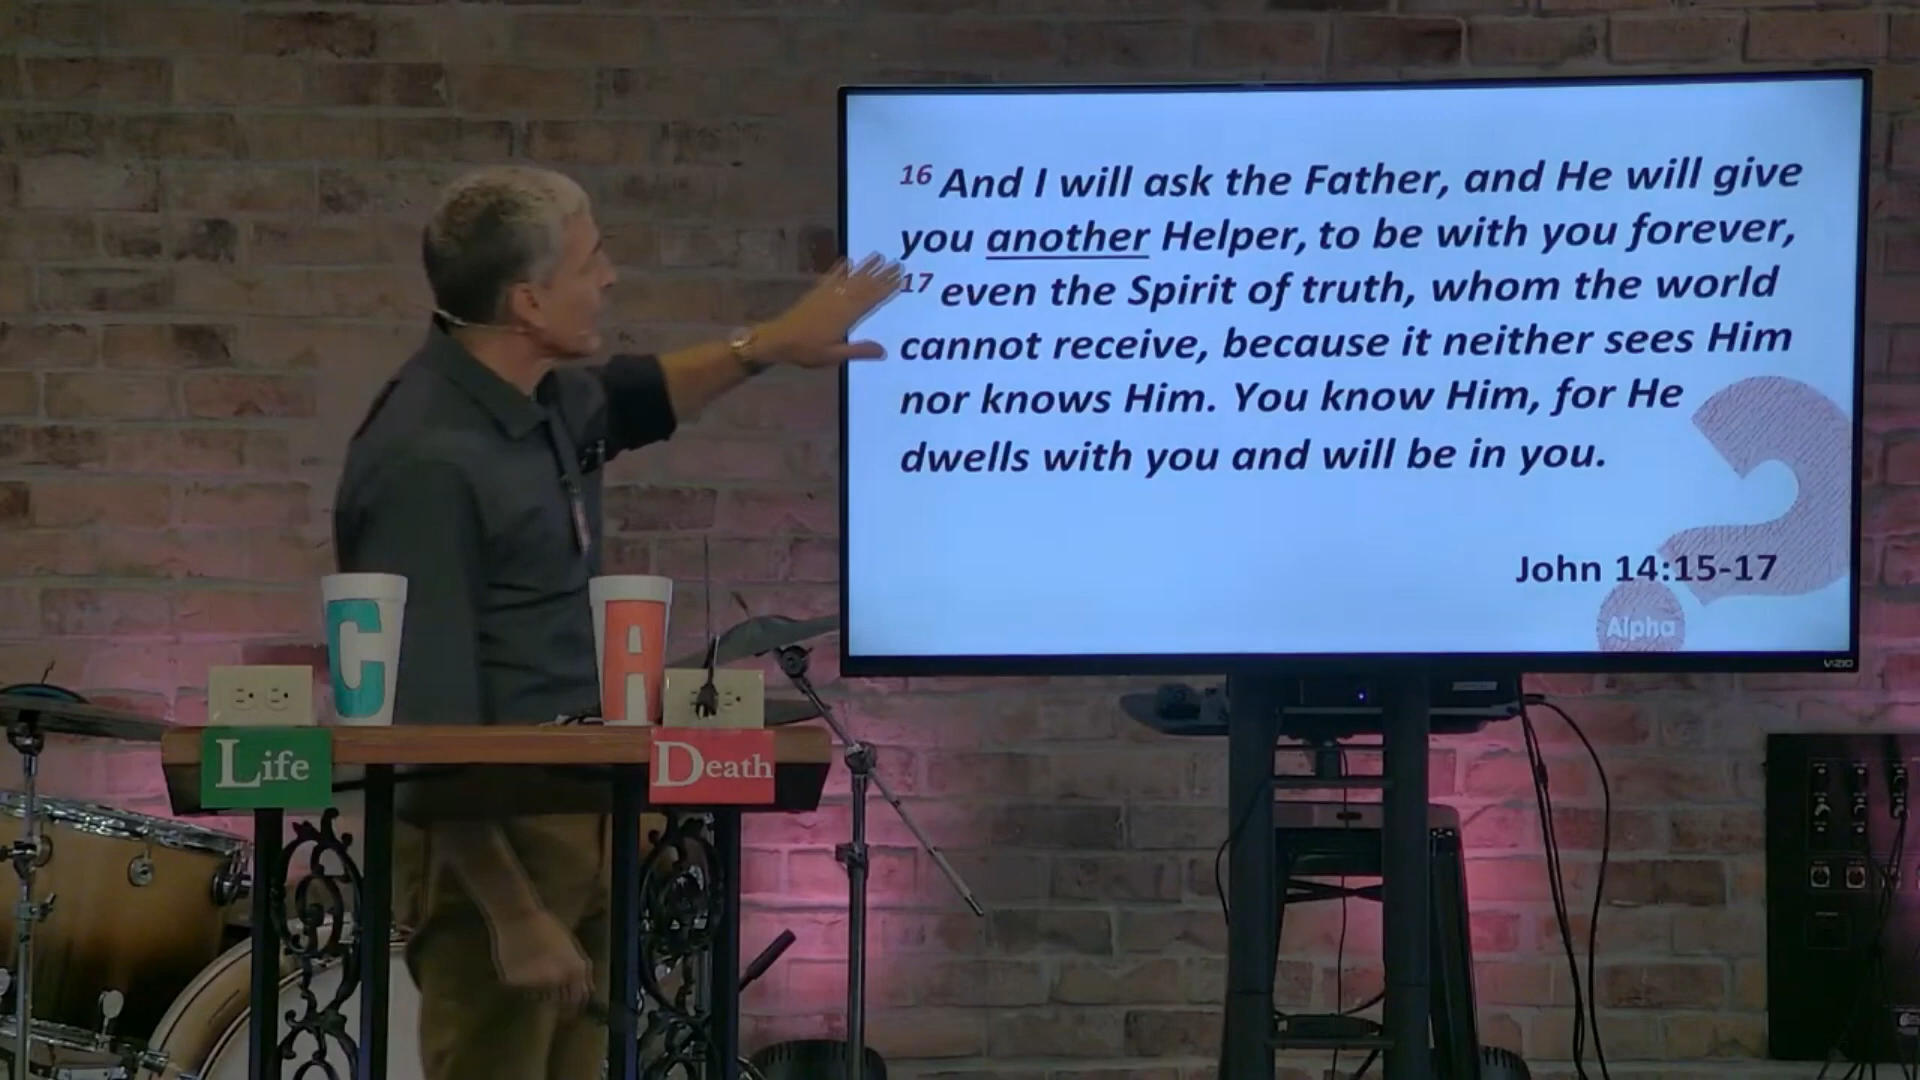 16 And I will ask the Father, and He will give
you another Helper, to be with you forever,
17 even the Spirit of truth, whom the world
cannot receive, because it neither sees Him
nor knows Him. You know Him, for He
dwells with you and will be in you.
John 14:15-17
Alpha
VIZIO
C
A
Life
Death